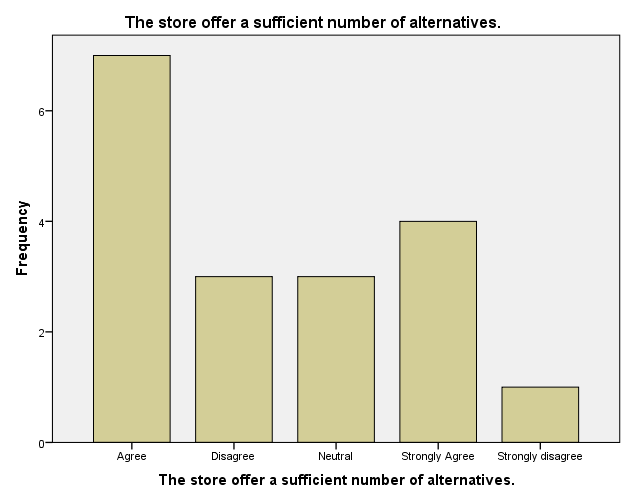 The store offer a sufficient number of alternatives.
Frequency
6
4
2
0
Agree
Disagree
Neutral
Strongly Agree
Strongly disagree
The store offer a sufficient number of alternatives.